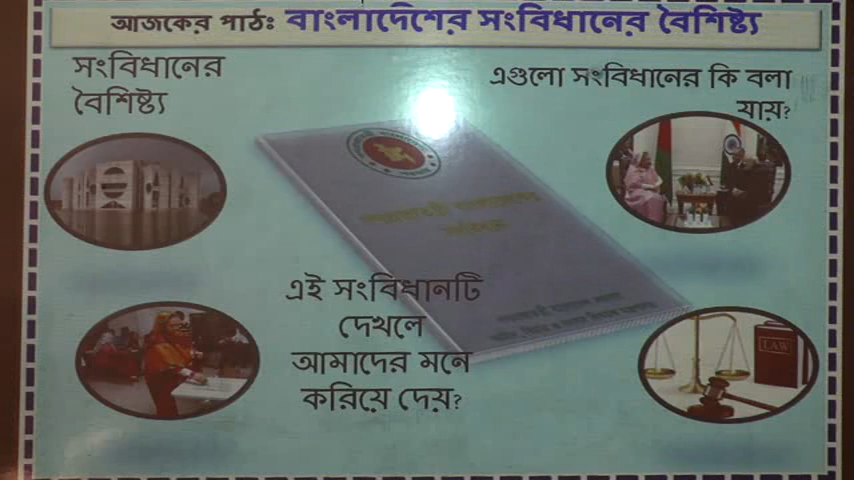 আজকের পাঠঃ বাংলাদেশের সংবিধানের বৈশিষ্ট্য
সংবিধানের
বৈশিষ্ট্য
এগুলো সংবিধানের কি বলা
যায়?
এই সংবিধানটি
দেখলে
আমাদের মনে
করিয়ে দেয়?
LAW